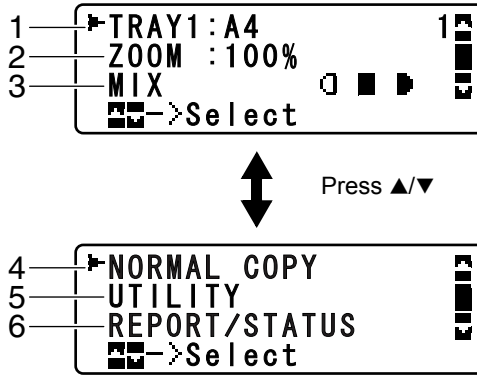 1 TRAY1:A4 1
2 ZOOM :100%
3 MIX
->Select
Press ▲/▼
4 NORMAL COPY
5 UTILITY
6 REPORT/STATUS
->Select